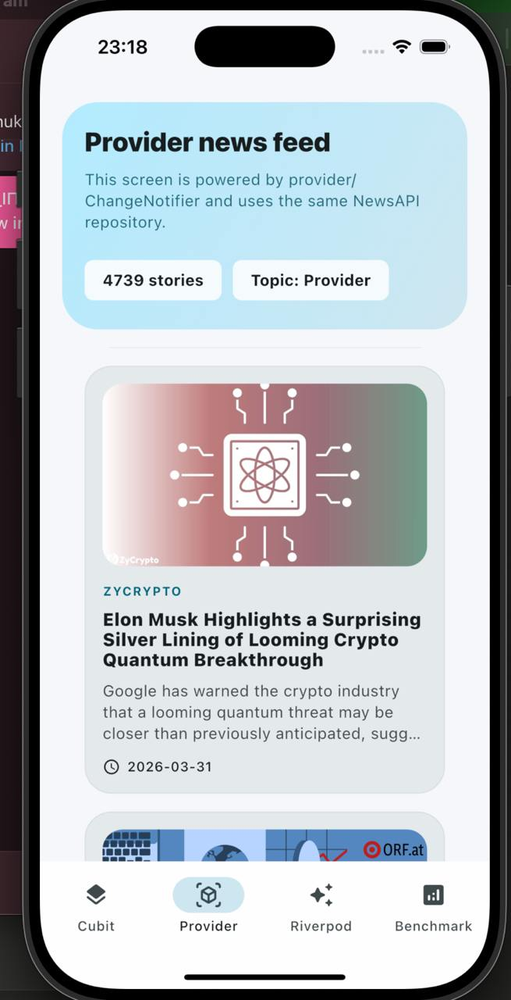 am
23:18
Provider news feed
This screen is powered by provider/
ChangeNotifier and uses the same NewsAPI
repository.
4739 stories
Topic: Provider
ZyCrypto
ZYCRYPTO
Elon Musk Highlights a Surprising
Silver Lining of Looming Crypto
Quantum Breakthrough
Google has warned the crypto industry
that a looming quantum threat may be
closer than previously anticipated, sugg...
2026-03-31
ORF.at
Cubit
Provider
Riverpod
Benchmark